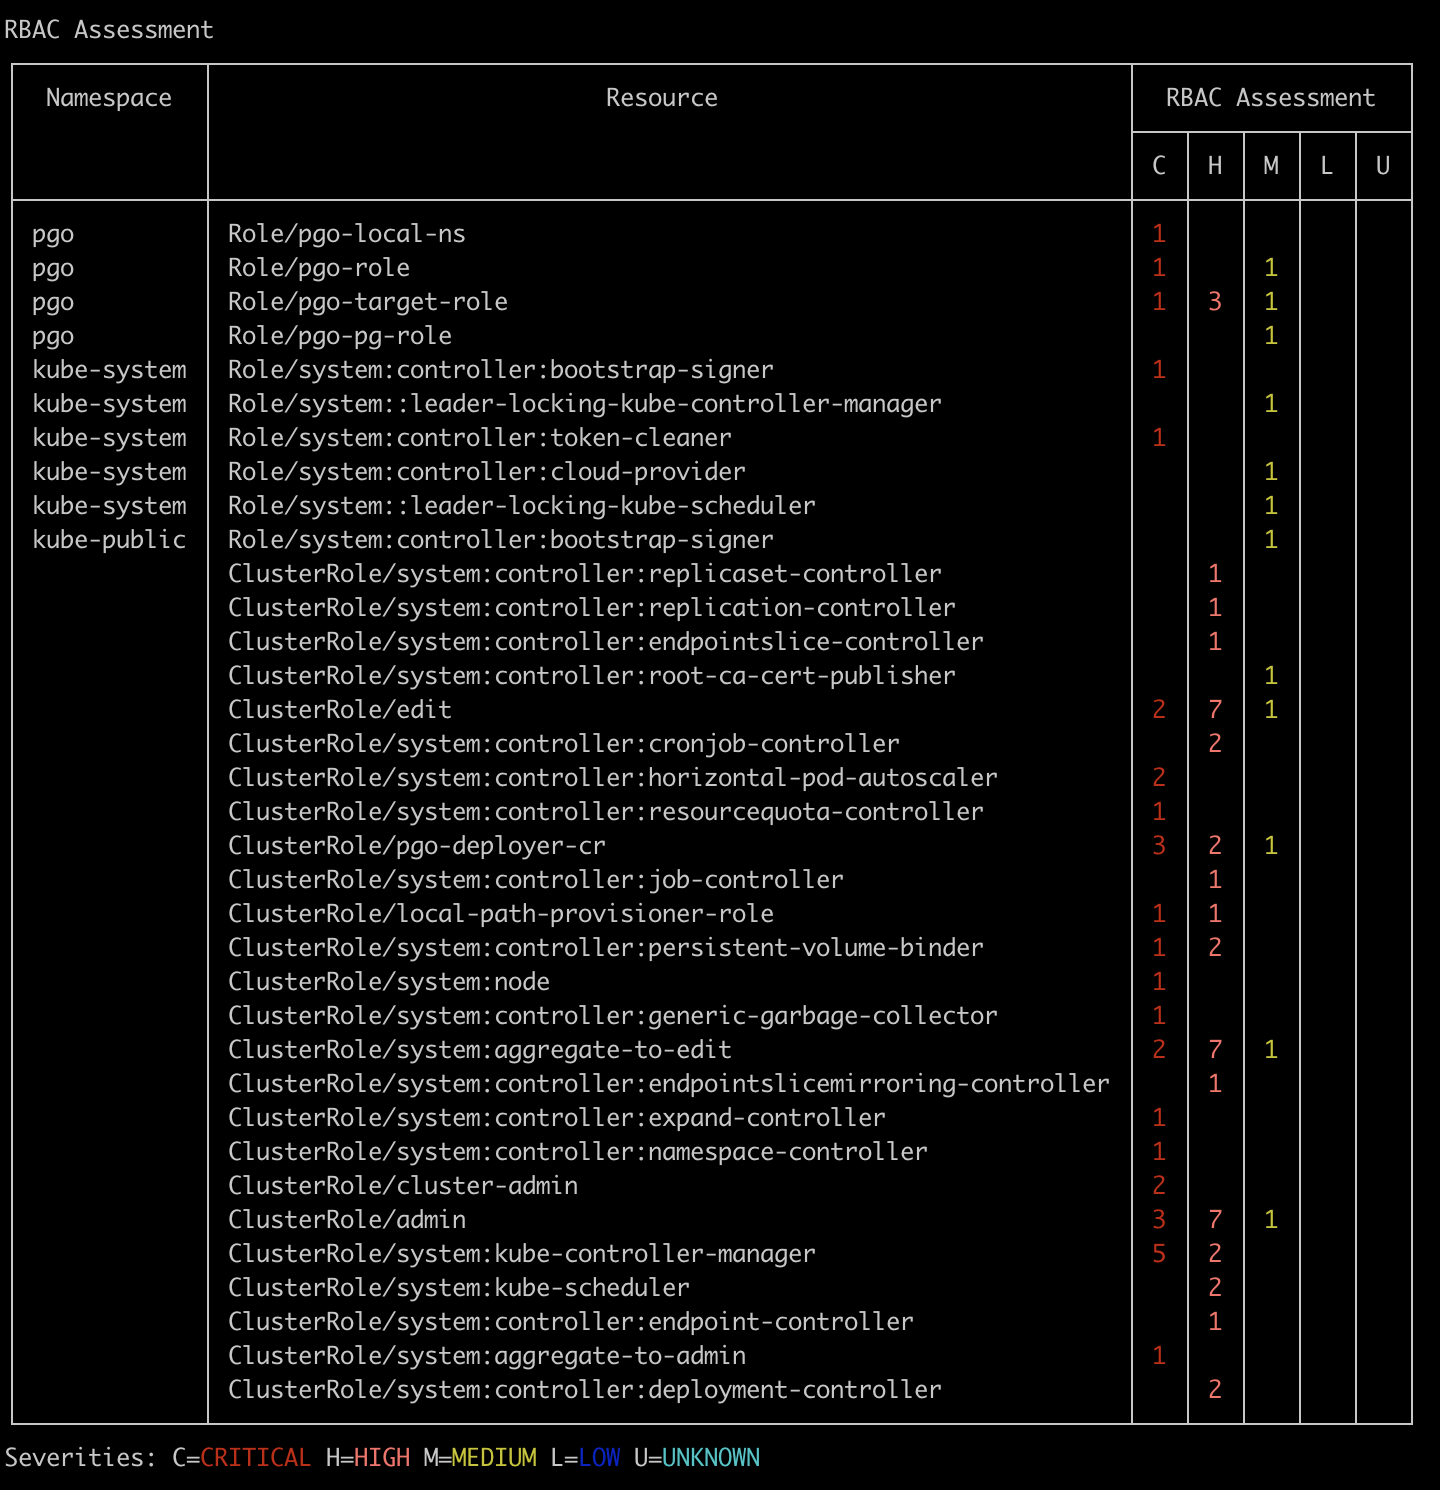 RBAC Assessment
Namespace Resource RBAC Assessment
C H M L U
pgo Role/pgo-local-ns 1
pgo Role/pgo-role 1 1
pgo Role/pgo-target-role 1 3 1
pgo Role/pgo-pg-role 1
kube-system Role/system:controller:bootstrap-signer 1
kube-system Role/system::leader-locking-kube-controller-manager 1
kube-system Role/system:controller:token-cleaner 1
kube-system Role/system:controller:cloud-provider 1
kube-system Role/system::leader-locking-kube-scheduler 1
kube-public Role/system:controller:bootstrap-signer 1
ClusterRole/system:controller:replicaset-controller 1
ClusterRole/system:controller:replication-controller 1
ClusterRole/system:controller:endpointslice-controller 1
ClusterRole/system:controller:root-ca-cert-publisher 1
ClusterRole/edit 2 7 1
ClusterRole/system:controller:cronjob-controller 2
ClusterRole/system:controller:horizontal-pod-autoscaler 2
ClusterRole/system:controller:resourcequota-controller 1
ClusterRole/pgo-deployer-cr 3 2 1
ClusterRole/system:controller:job-controller 1
ClusterRole/local-path-provisioner-role 1 1
ClusterRole/system:controller:persistent-volume-binder 1 2
ClusterRole/system:node 1
ClusterRole/system:controller:generic-garbage-collector 1
ClusterRole/system:aggregate-to-edit 2 7 1
ClusterRole/system:controller:endpointslicemirroring-controller 1
ClusterRole/system:controller:expand-controller 1
ClusterRole/system:controller:namespace-controller 1
ClusterRole/cluster-admin 2
ClusterRole/admin 3 7 1
ClusterRole/system:kube-controller-manager 5 2
ClusterRole/system:kube-scheduler 2
ClusterRole/system:controller:endpoint-controller 1
ClusterRole/system:aggregate-to-admin 1
ClusterRole/system:controller:deployment-controller 2
Severities: C=CRITICAL H=HIGH M=MEDIUM L=LOW U=UNKNOWN